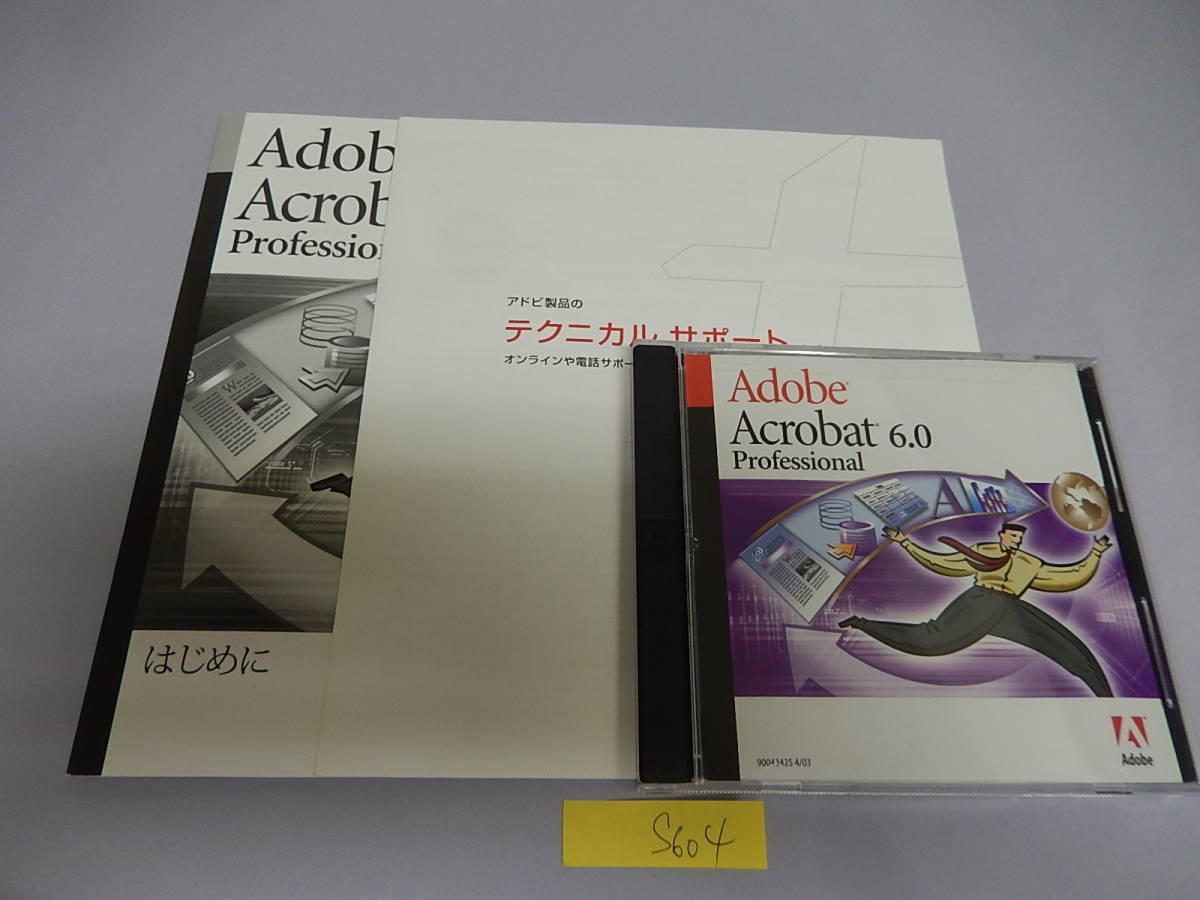 Adob
Acrob
Professio
はじめに
アドビ製品の
テクニカル サポート
オンラインや電話サポー
Adobe®
Acrobat® 6.0
Professional
90043425 4/03
Adobe
S604